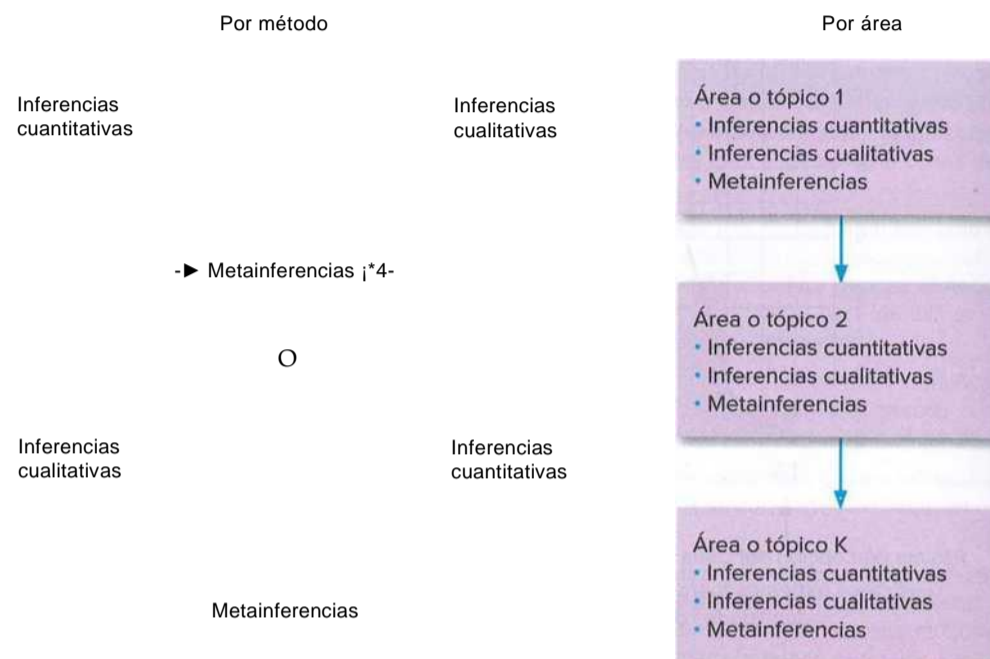 Por método
Inferencias
cuantitativas
Inferencias
cualitativas
-► Metainferencias ¡*4-
O
Inferencias
cualitativas
Inferencias
cuantitativas
Metainferencias
Por área
Área o tópico 1
• Inferencias cuantitativas
• Inferencias cualitativas
• Metainferencias
Área o tópico 2
• Inferencias cuantitativas
• Inferencias cualitativas
• Metainferencias
Área o tópico K
• Inferencias cuantitativas
• Inferencias cualitativas
• Metainferencias